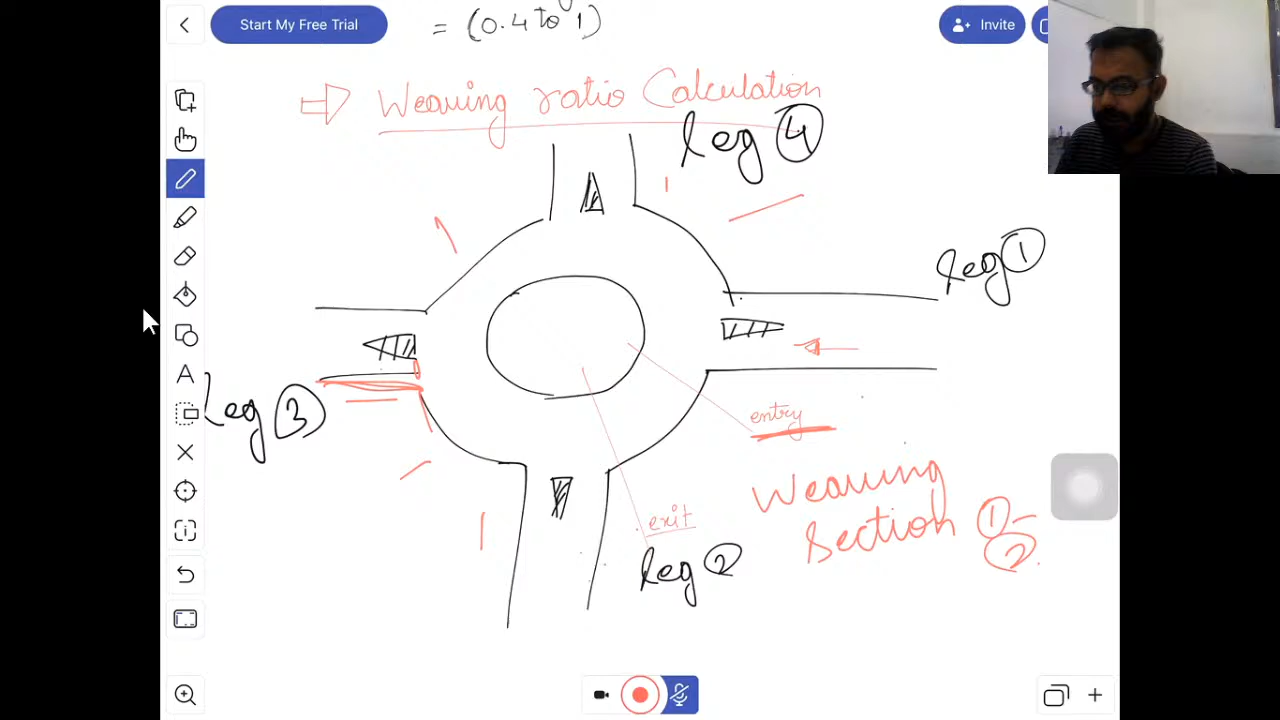 Start My Free Trial
= (0.4 to 1)
Invite
⇒ Weaving ratio Calculation
leg ④
leg ①
leg ③
entry
Weaving
Section ①-
②
exit
leg ②
A